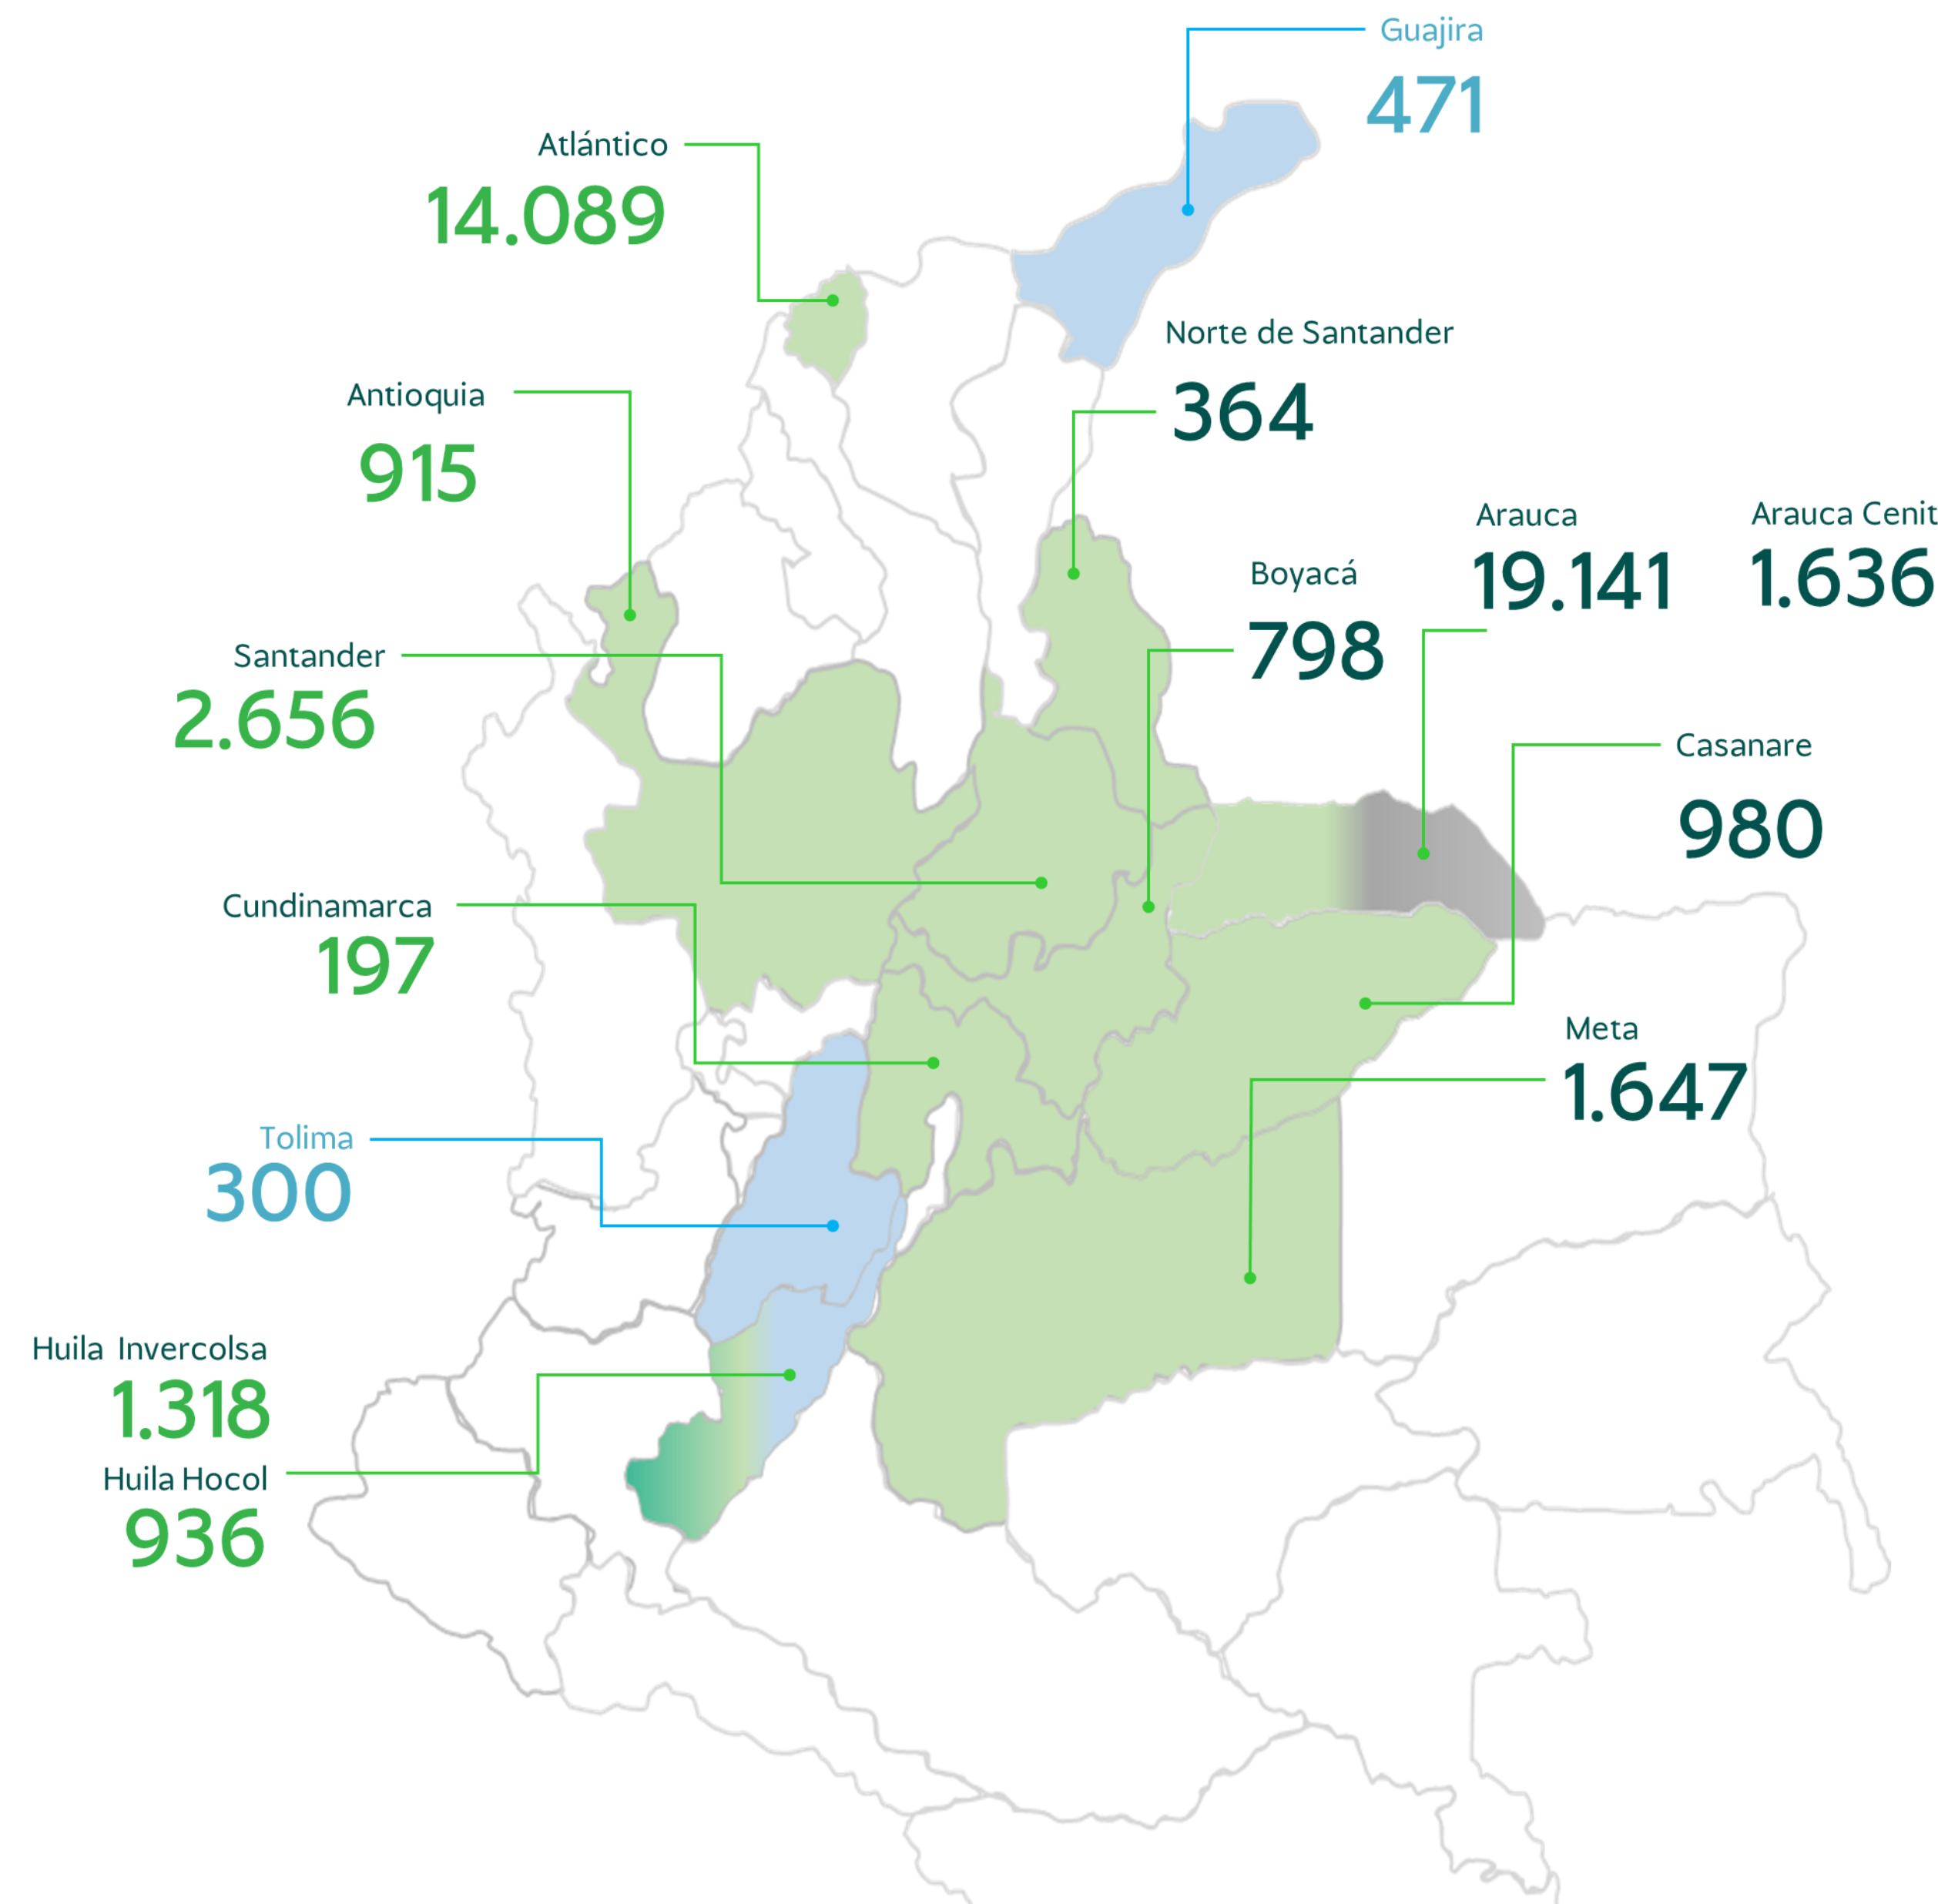 Guajira
471
Atlántico
14.089
Norte de Santander
364
Antioquia
915
Arauca
19.141
Arauca Cenit
1.636
Boyacá
798
Santander
2.656
Casanare
980
Cundinamarca
197
Meta
1.647
Tolima
300
Huila Invercolsa
1.318
Huila Hocol
936